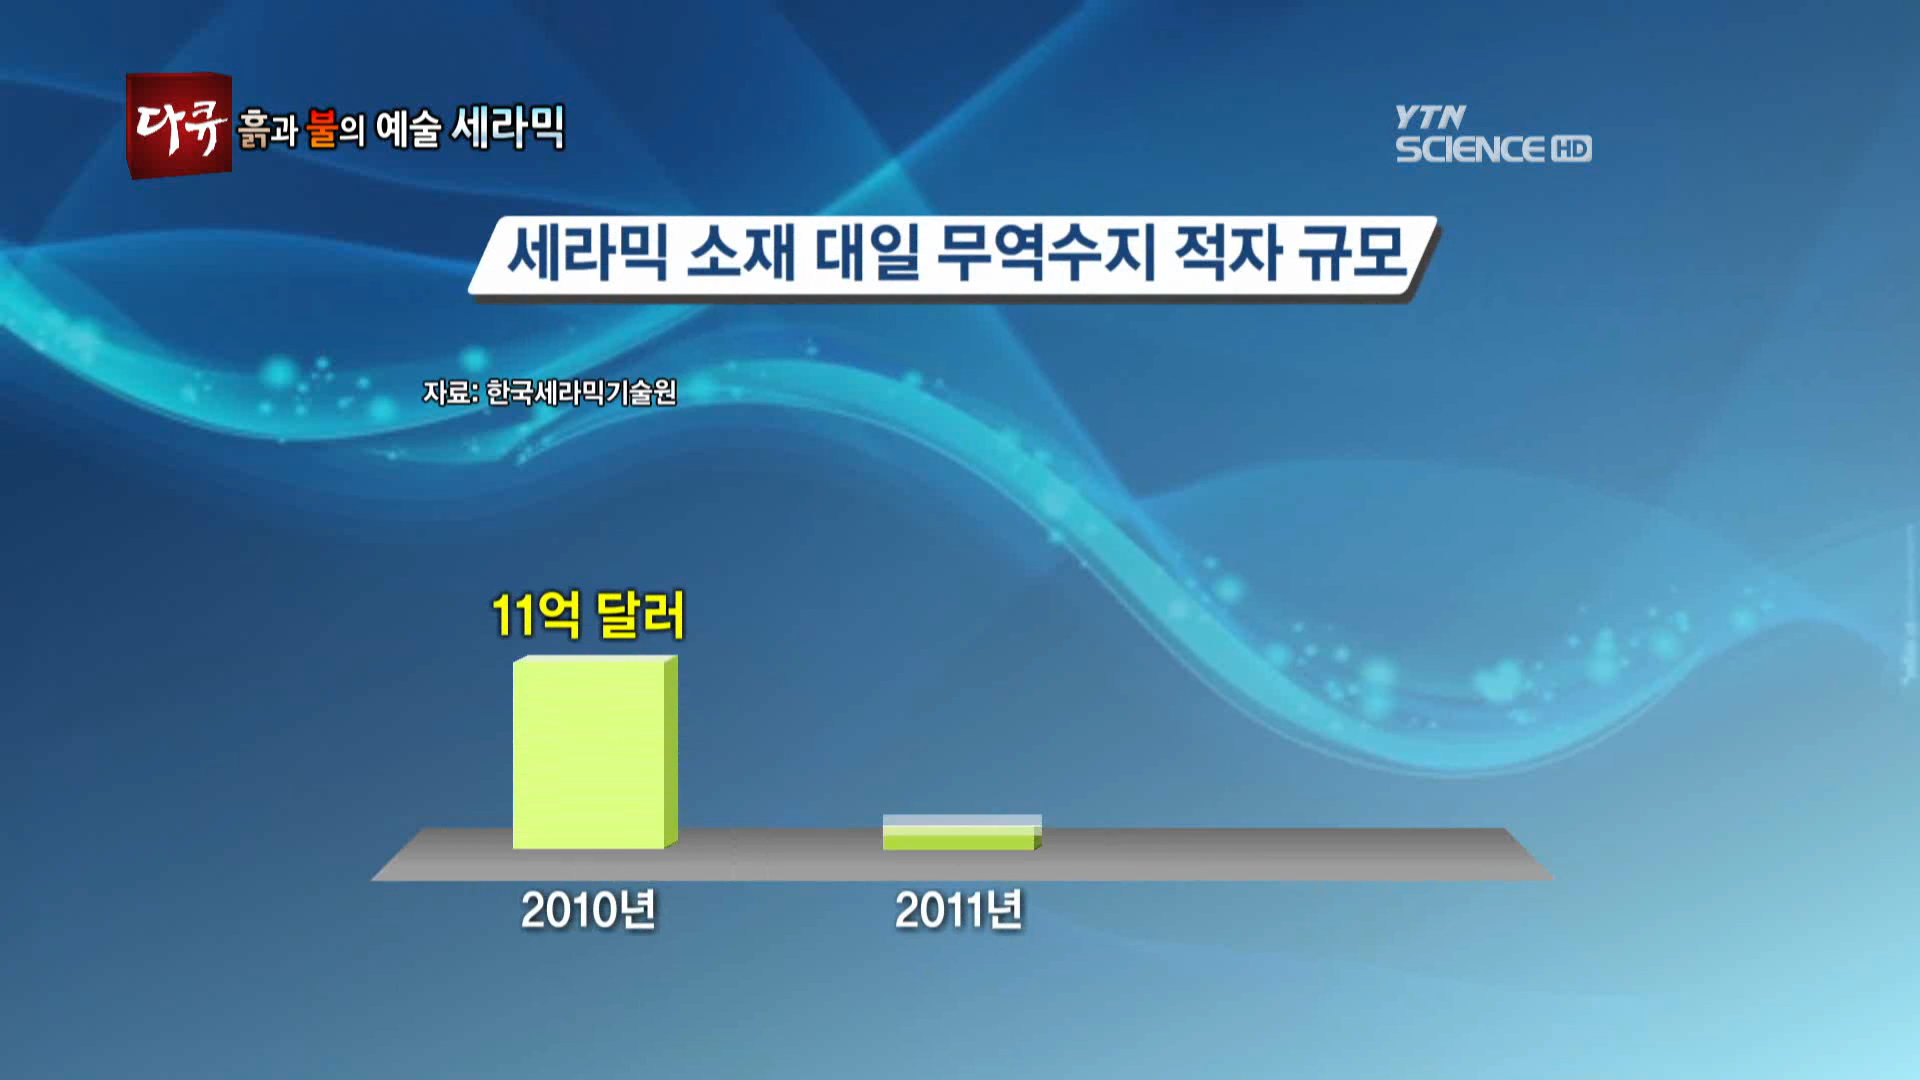 다큐 흙과 불의 예술 세라믹
YTN
SCIENCE HD
세라믹 소재 대일 무역수지 적자 규모
자료: 한국세라믹기술원
11억 달러
2010년
2011년